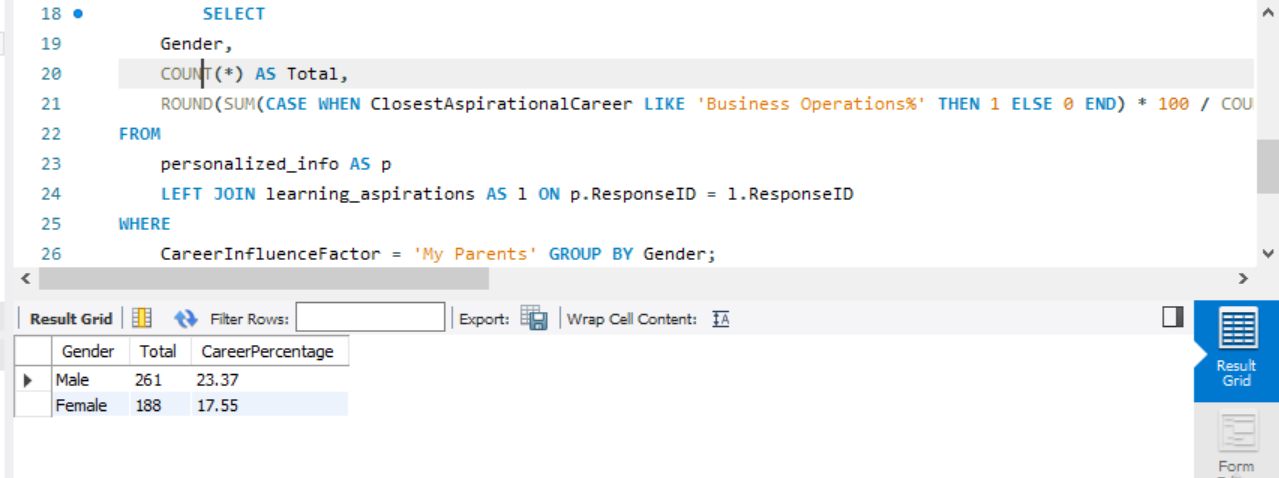 18 SELECT
19 Gender,
20 COUNT(*) AS Total,
21 ROUND(SUM(CASE WHEN ClosestAspirationalCareer LIKE 'Business Operations%' THEN 1 ELSE 0 END) * 100 / COU
22 FROM
23 personalized_info AS p
24 LEFT JOIN learning_aspirations AS l ON p.ResponseID = l.ResponseID
25 WHERE
26 CareerInfluenceFactor = 'My Parents' GROUP BY Gender;
Result Grid Filter Rows: Export: Wrap Cell Content:
Gender Total CareerPercentage
Male 261 23.37
Female 188 17.55
Result
Grid
Form